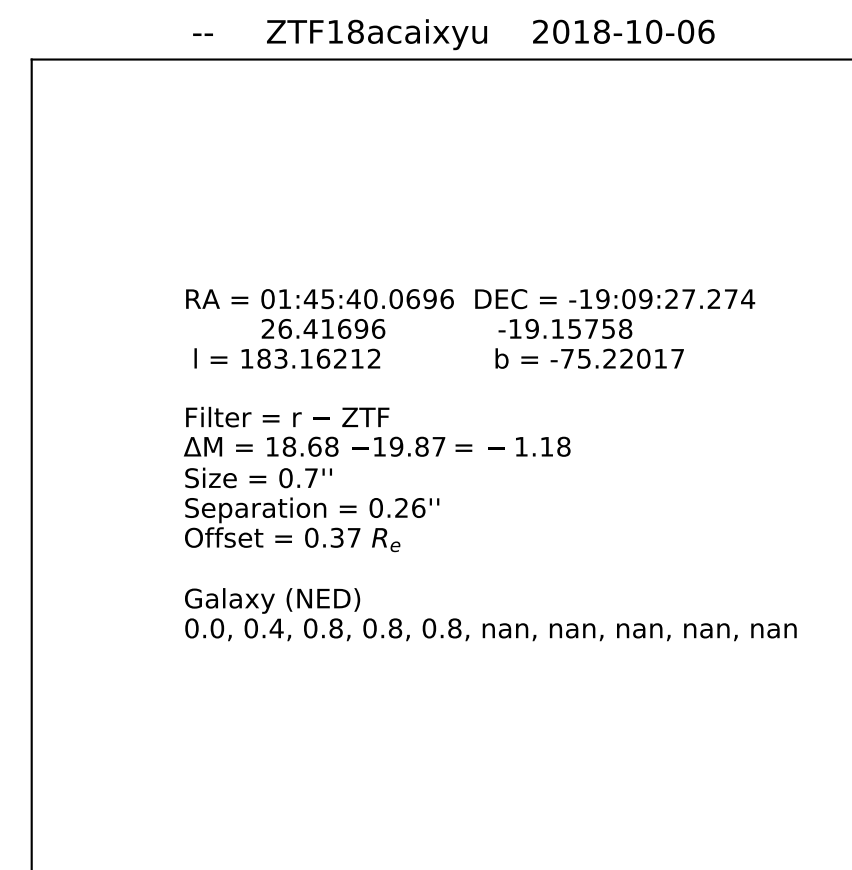 -- ZTF18acaixyu 2018-10-06
RA = 01:45:40.0696 DEC = -19:09:27.274
26.41696 -19.15758
l = 183.16212 b = -75.22017
Filter = r − ZTF
ΔM = 18.68 −19.87 = − 1.18
Size = 0.7''
Separation = 0.26''
Offset = 0.37 Rₑ
Galaxy (NED)
0.0, 0.4, 0.8, 0.8, 0.8, nan, nan, nan, nan, nan